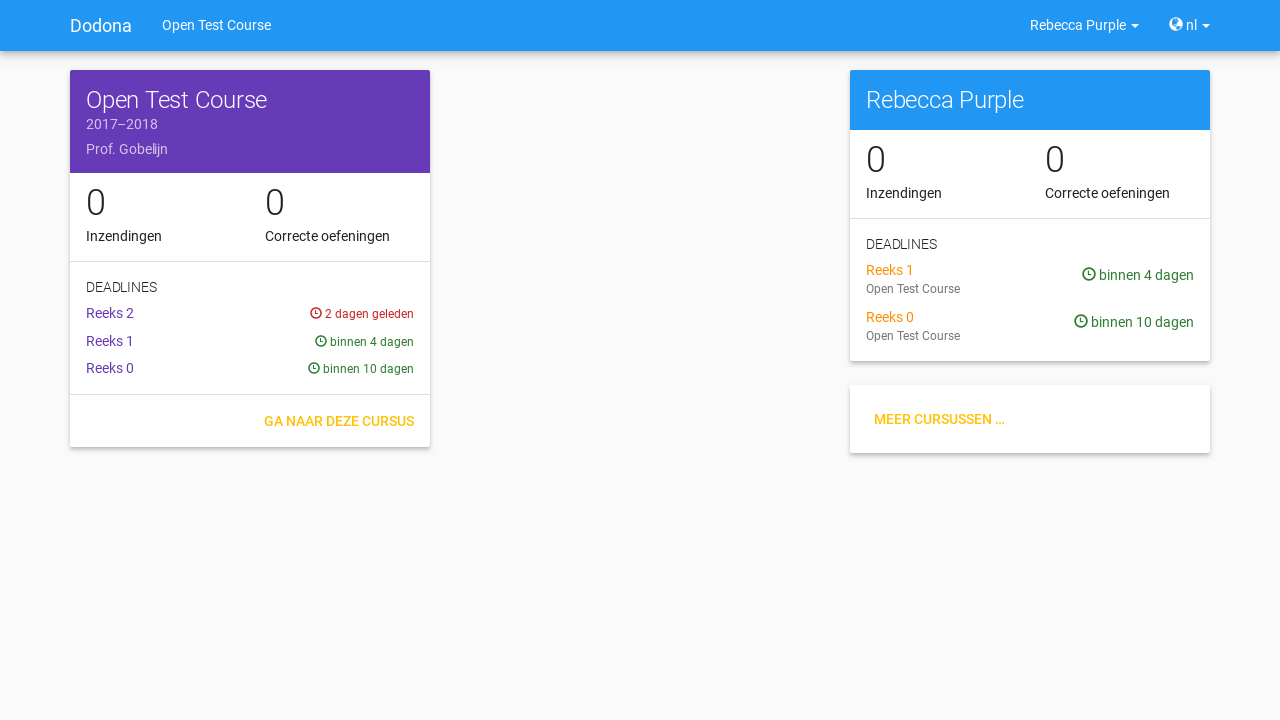 Dodona
Open Test Course
Rebecca Purple
nl
Open Test Course
2017–2018
Prof. Gobelijn
0
0
Inzendingen
Correcte oefeningen
DEADLINES
Reeks 2
2 dagen geleden
Reeks 1
binnen 4 dagen
Reeks 0
binnen 10 dagen
GA NAAR DEZE CURSUS
Rebecca Purple
0
0
Inzendingen
Correcte oefeningen
DEADLINES
Reeks 1
Open Test Course
binnen 4 dagen
Reeks 0
Open Test Course
binnen 10 dagen
MEER CURSUSSEN ...